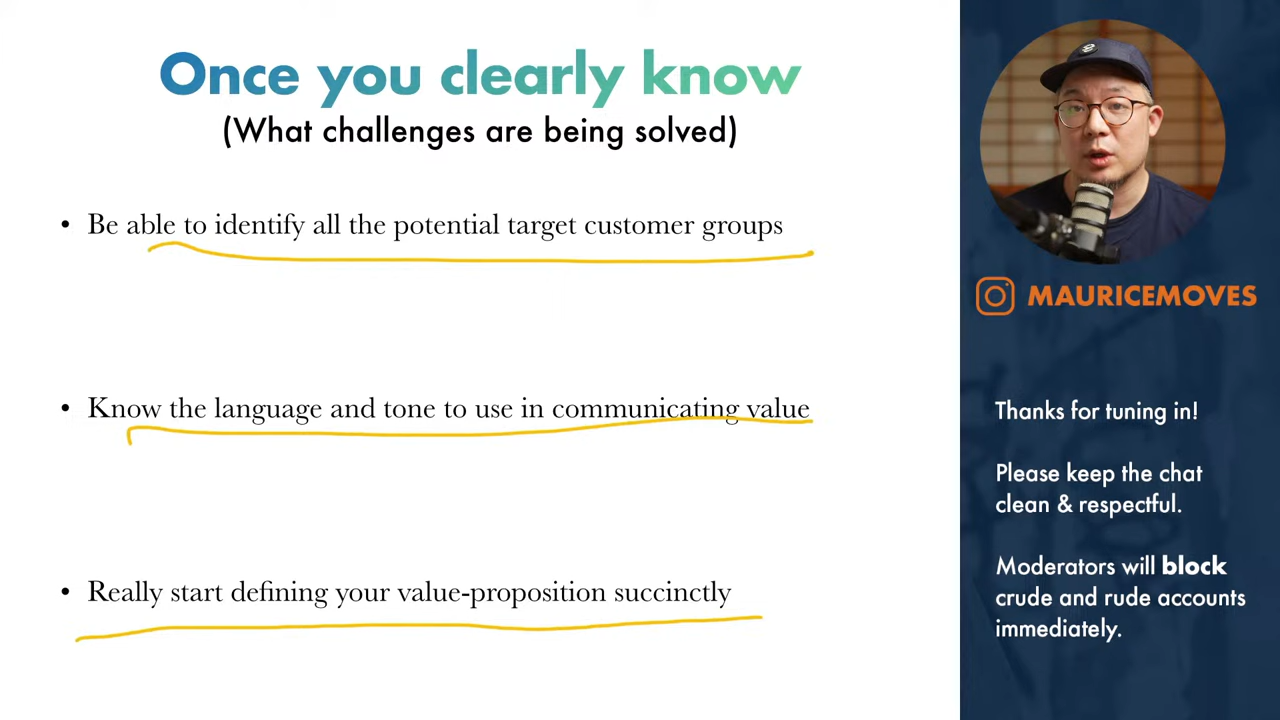 Once you clearly know
(What challenges are being solved)
• Be able to identify all the potential target customer groups
• Know the language and tone to use in communicating value
• Really start defining your value-proposition succinctly
MAURICEMOVES
Thanks for tuning in!
Please keep the chat
clean & respectful.
Moderators will block
crude and rude accounts
immediately.